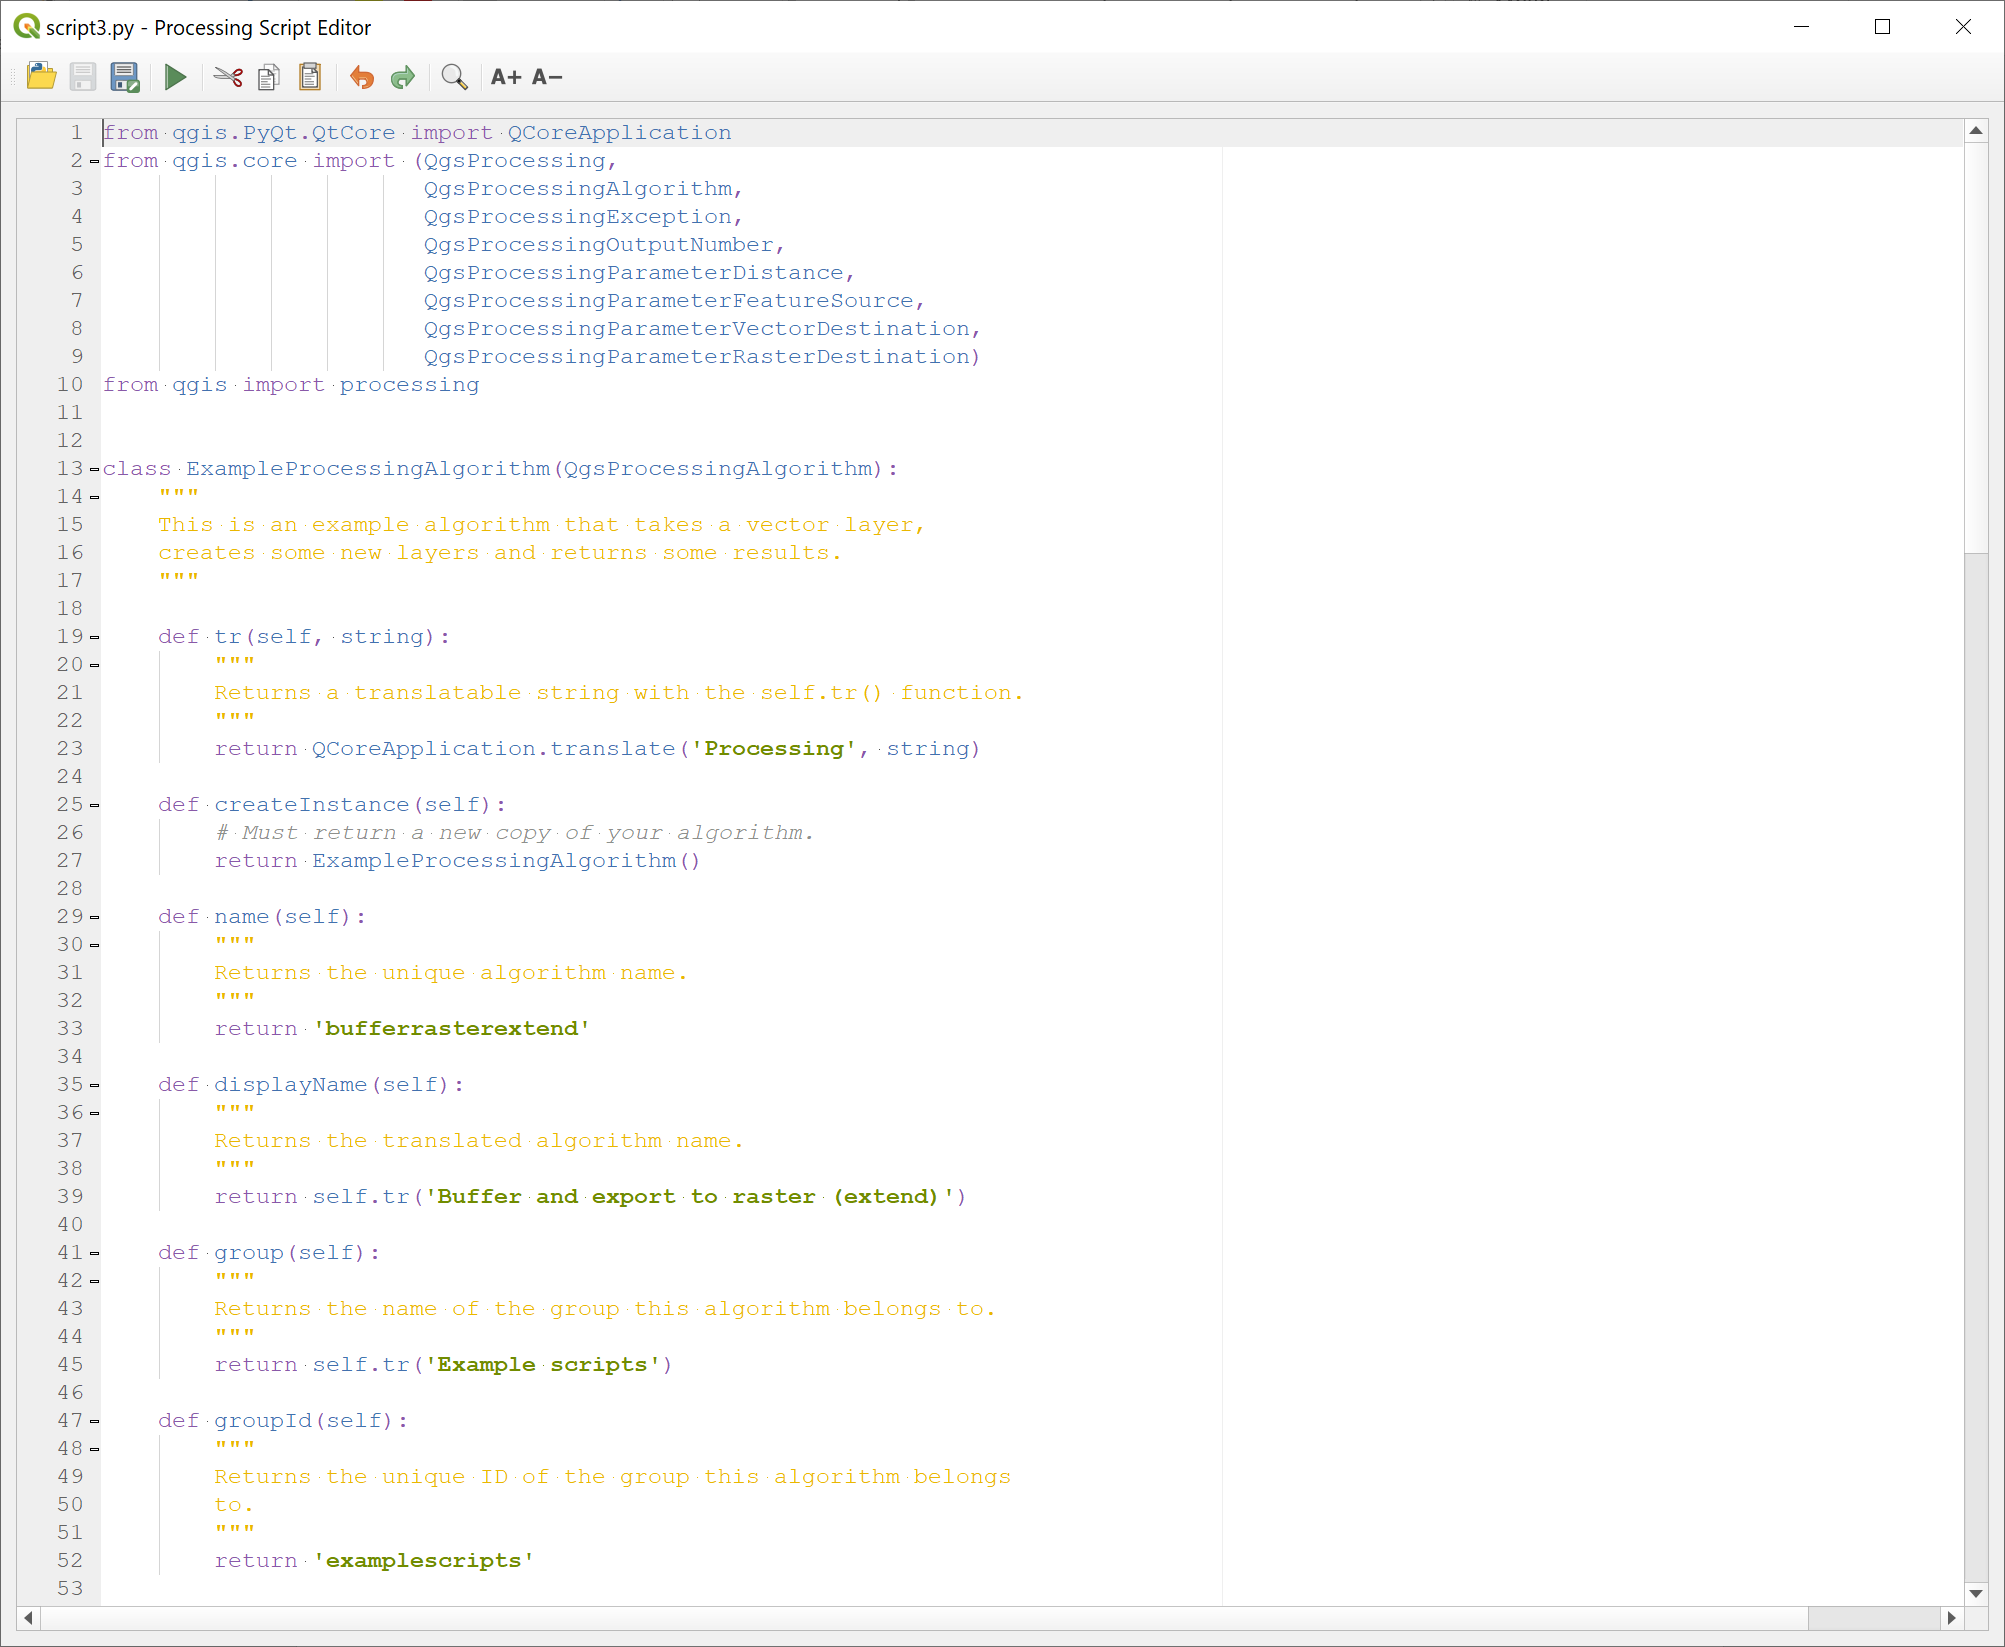 script3.py - Processing Script Editor
A+ A-
1 from qgis.PyQt.QtCore import QCoreApplication
2 from qgis.core import (QgsProcessing,
3                        QgsProcessingAlgorithm,
4                        QgsProcessingException,
5                        QgsProcessingOutputNumber,
6                        QgsProcessingParameterDistance,
7                        QgsProcessingParameterFeatureSource,
8                        QgsProcessingParameterVectorDestination,
9                        QgsProcessingParameterRasterDestination)
10 from qgis import processing
11
12
13 class ExampleProcessingAlgorithm(QgsProcessingAlgorithm):
14     """
15     This is an example algorithm that takes a vector layer,
16     creates some new layers and returns some results.
17     """
18
19     def tr(self, string):
20         """
21         Returns a translatable string with the self.tr() function.
22         """
23         return QCoreApplication.translate('Processing', string)
24
25     def createInstance(self):
26         # Must return a new copy of your algorithm.
27         return ExampleProcessingAlgorithm()
28
29     def name(self):
30         """
31         Returns the unique algorithm name.
32         """
33         return 'bufferrasterextend'
34
35     def displayName(self):
36         """
37         Returns the translated algorithm name.
38         """
39         return self.tr('Buffer and export to raster (extend)')
40
41     def group(self):
42         """
43         Returns the name of the group this algorithm belongs to.
44         """
45         return self.tr('Example scripts')
46
47     def groupId(self):
48         """
49         Returns the unique ID of the group this algorithm belongs
50         to.
51         """
52         return 'examplescripts'
53